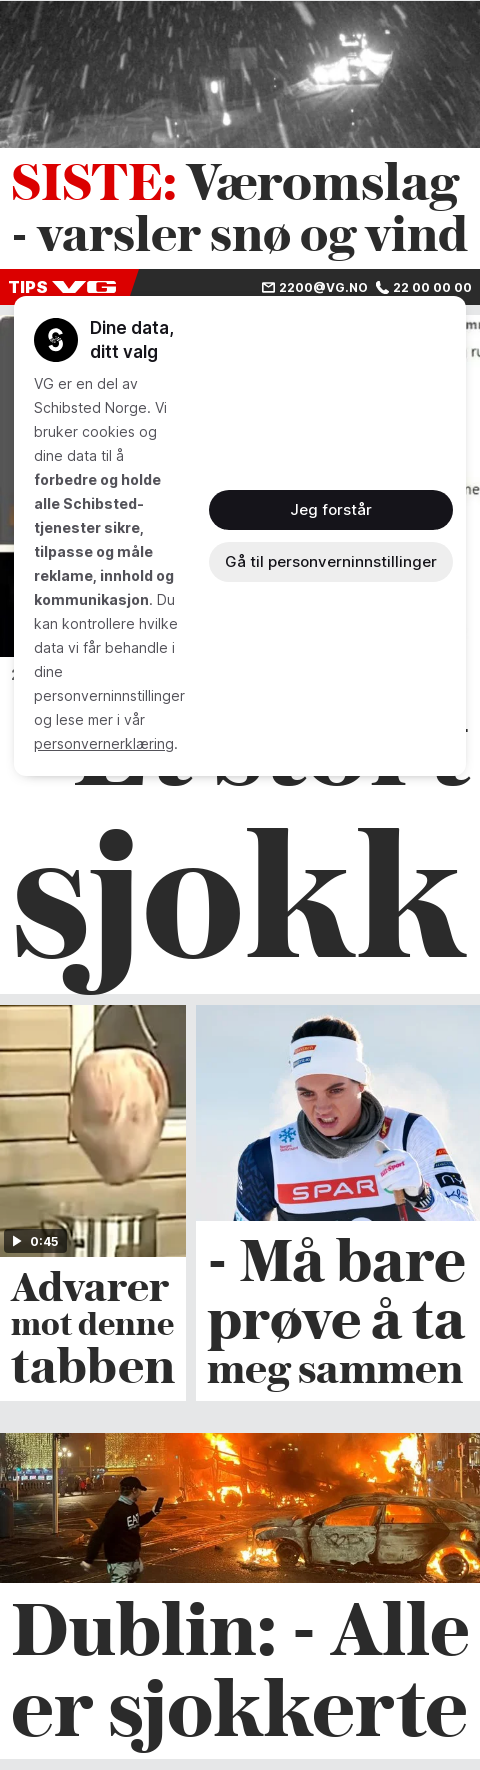 SISTE: Væromslag
- varsler snø og vind
TIPS VG 2200@VG.NO 22 00 00 00
Dine data,
ditt valg
VG er en del av
Schibsted Norge. Vi
bruker cookies og
dine data til å
forbedre og holde
alle Schibsted-
tjenester sikre,
tilpasse og måle
reklame, innhold og
kommunikasjon. Du
kan kontrollere hvilke
data vi får behandle i
dine
personverninnstillinger
og lese mer i vår
personvernerklæring.
Jeg forstår
Gå til personverninnstillinger
sjokk
0:45
Advarer
mot denne
tabben
SPAR
- Må bare
prøve å ta
meg sammen
Dublin: - Alle
er sjokkerte